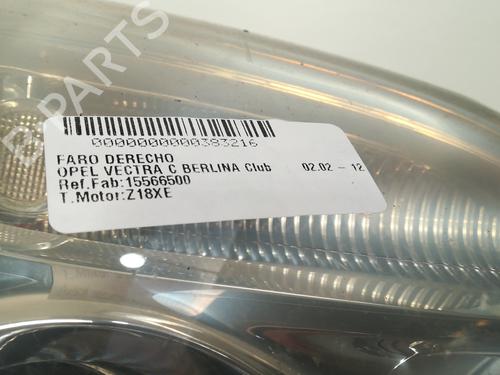 B PARTS
0000000000383216
FARO DERECHO
OPEL VECTRA C BERLINA Club 02.02 - 12.
Ref.Fab:15566500
T.Motor:Z18XE